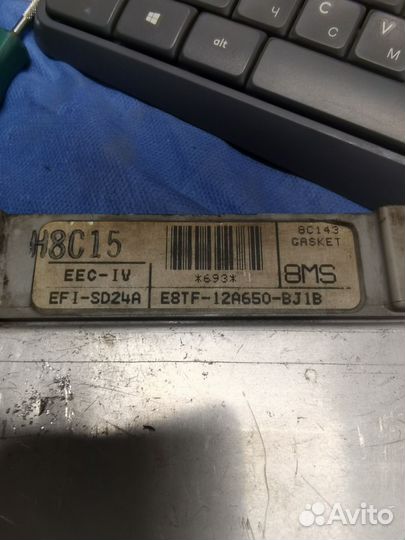 Ч
С
М
alt
H8C15
8C143
GASKET
*693*
EEC-IV
8MS
EFI-SD24A
E8TF-12A650-BJ1B
Avito